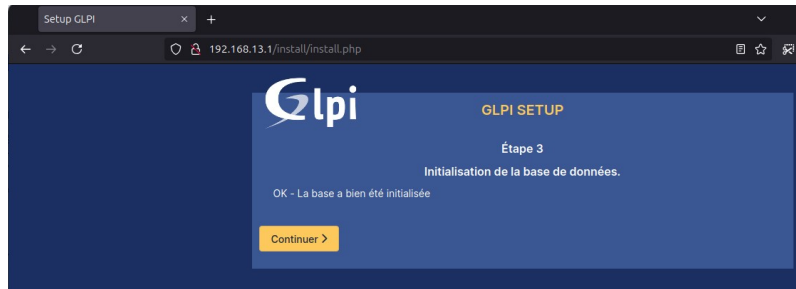 Setup GLPI
192.168.13.1/install/install.php
Glpi
GLPI SETUP
Étape 3
Initialisation de la base de données.
OK - La base a bien été initialisée
Continuer